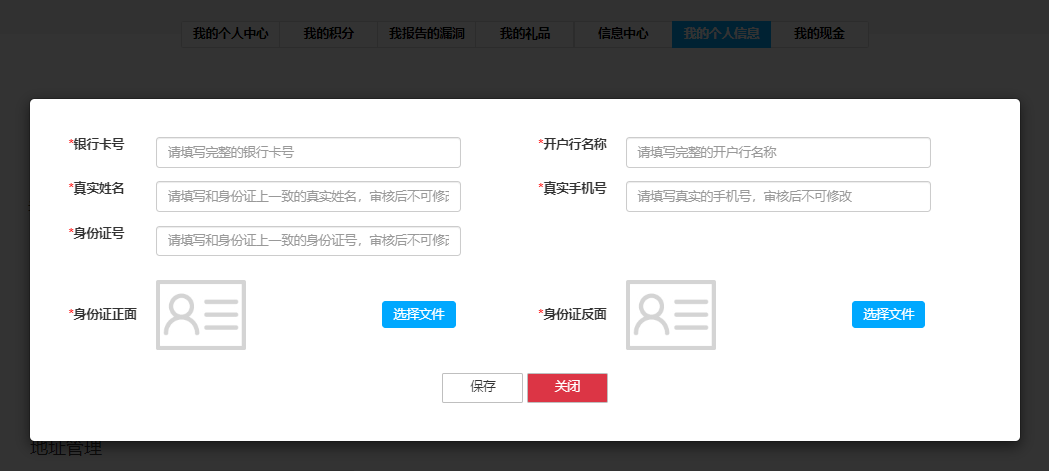 我的个人中心 我的积分 我报告的漏洞 我的礼品 信息中心 我的个人信息 我的现金
*银行卡号 请填写完整的银行卡号 *开户行名称 请填写完整的开户行名称
*真实姓名 请填写和身份证上一致的真实姓名，审核后不可修改 *真实手机号 请填写真实的手机号，审核后不可修改
*身份证号 请填写和身份证上一致的身份证号，审核后不可修改
*身份证正面 选择文件 *身份证反面 选择文件
保存 关闭
地址管理